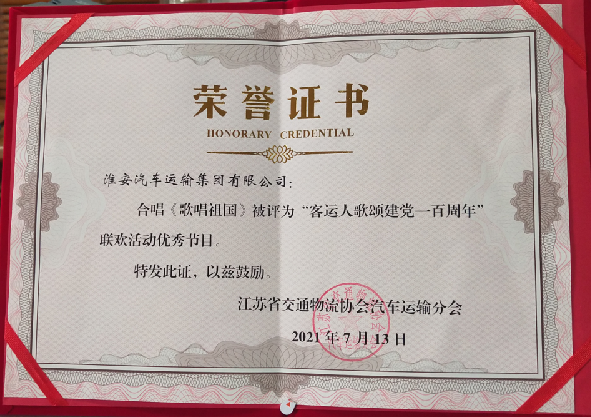 荣誉证书
HONORARY CREDENTIAL
淮安汽车运输集团有限公司：
合唱《歌唱祖国》被评为“客运人歌颂建党一百周年”
联欢活动优秀节目。
特发此证，以兹鼓励。
江苏省交通物流协会汽车运输分会
2021年7月13日